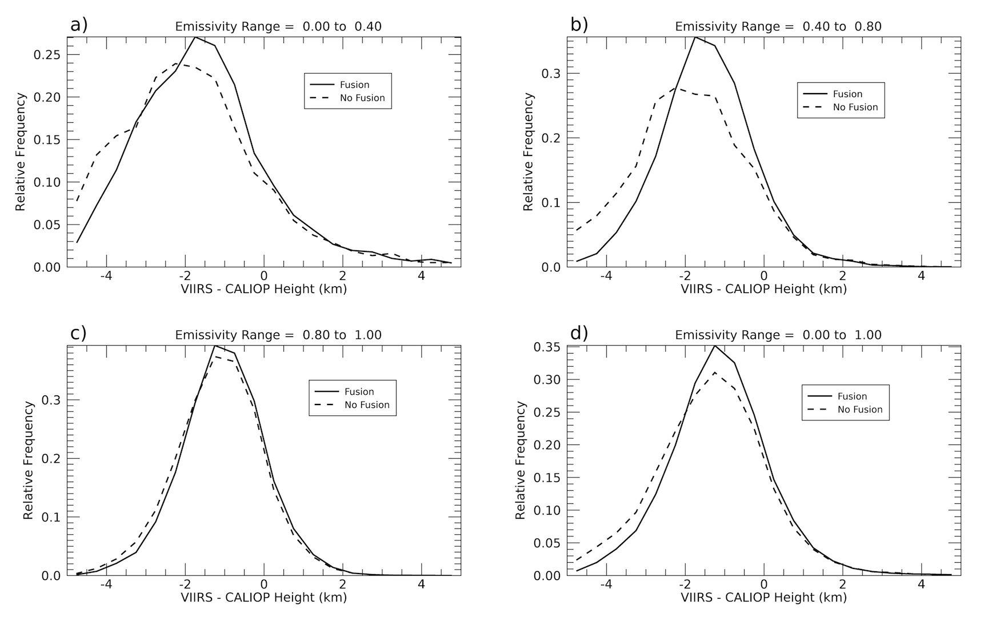 a)
Emissivity Range = 0.00 to 0.40
0.25
0.20
0.15
0.10
0.05
0.00
Relative Frequency
Fusion
No Fusion
-4 -2 0 2 4
VIIRS - CALIOP Height (km)
b)
Emissivity Range = 0.40 to 0.80
0.3
0.2
0.1
0.0
Relative Frequency
Fusion
No Fusion
-4 -2 0 2 4
VIIRS - CALIOP Height (km)
c)
Emissivity Range = 0.80 to 1.00
0.3
0.2
0.1
0.0
Relative Frequency
Fusion
No Fusion
-4 -2 0 2 4
VIIRS - CALIOP Height (km)
d)
Emissivity Range = 0.00 to 1.00
0.35
0.30
0.25
0.20
0.15
0.10
0.05
0.00
Relative Frequency
Fusion
No Fusion
-4 -2 0 2 4
VIIRS - CALIOP Height (km)